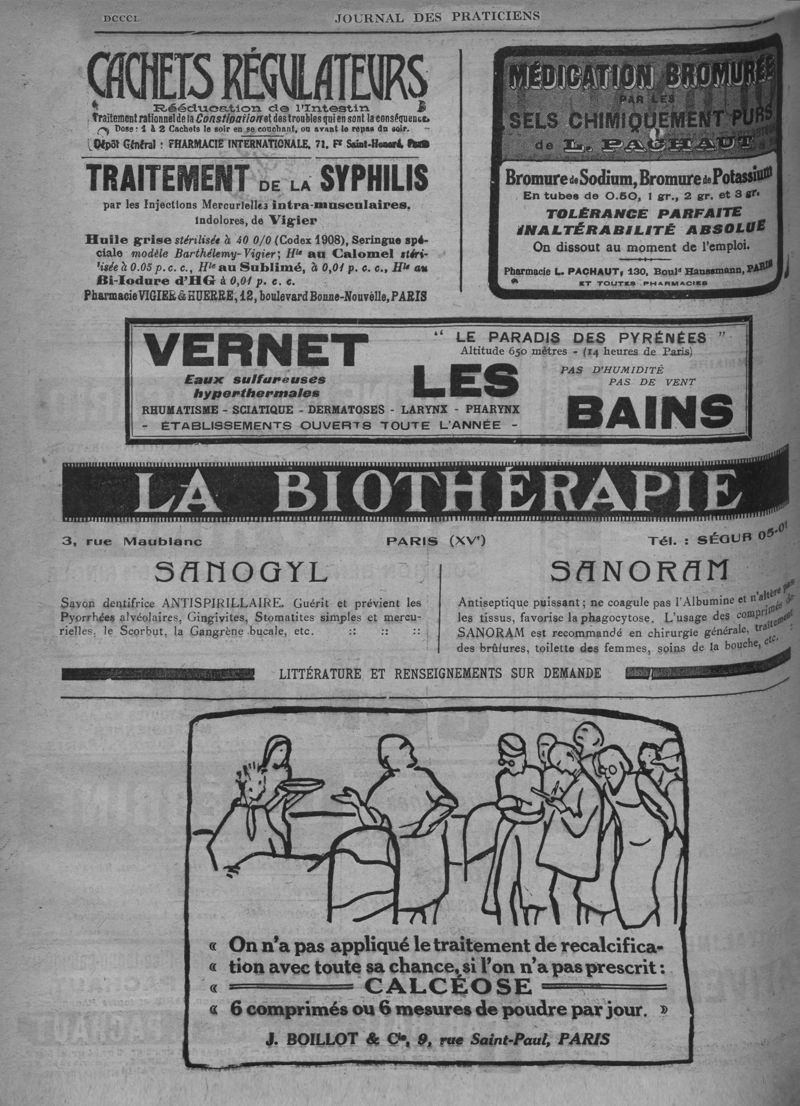 DCCCL
JOURNAL DES PRATICIENS
CACHETS RÉGULATEURS
Rééducation de l'Intestin
Traitement rationnel de la Constipation et des troubles qui en sont la conséquence.
Dose : 1 à 2 Cachets le soir en se couchant, ou avant le repas du soir.
Dépôt Général : PHARMACIE INTERNATIONALE, 71, Fg Saint-Honoré, Paris
TRAITEMENT DE LA SYPHILIS
par les Injections Mercurielles intra-musculaires,
indolores, de Vigier
Huile grise stérilisée à 40 0/0 (Codex 1908), Seringue spé-
ciale modèle Barthélemy-Vigier; Hle au Calomel stéri-
lisée à 0.05 p. c. c., Hle au Sublimé, à 0,01 p. c. c., Hle au
Bi-Iodure d'HG à 0,01 p. c. c.
Pharmacie VIGIER & HUERRE, 12, boulevard Bonne-Nouvelle, PARIS
MÉDICATION BROMURÉE
PAR LES
SELS CHIMIQUEMENT PURS
de L. PACHAUT
Bromure de Sodium, Bromure de Potassium
En tubes de 0.50, 1 gr., 2 gr. et 3 gr.
TOLÉRANCE PARFAITE
INALTÉRABILITÉ ABSOLUE
On dissout au moment de l'emploi.
Pharmacie L. PACHAUT, 130, Bould Haussmann, PARIS
ET TOUTES PHARMACIES
VERNET
LES
BAINS
“ LE PARADIS DES PYRÉNÉES ”
Altitude 650 mètres - (14 heures de Paris)
Eaux sulfureuses
hyperthermales
PAS D'HUMIDITÉ
PAS DE VENT
RHUMATISME - SCIATIQUE - DERMATOSES - LARYNX - PHARYNX
- ÉTABLISSEMENTS OUVERTS TOUTE L'ANNÉE -
LA BIOTHÉRAPIE
3, rue Maublanc PARIS (XVe) Tél. : SÉGUR 05-01
SANOGYL
Savon dentifrice ANTISPIRILLAIRE. Guérit et prévient les
Pyorrhées alvéolaires, Gingivites, Stomatites simples et mercu-
rielles, le Scorbut, la Gangrène bucale, etc. :: :: ::
SANORAM
Antiseptique puissant ; ne coagule pas l'Albumine et n'altère pas
les tissus, favorise la phagocytose. L'usage des comprimés de
SANORAM est recommandé en chirurgie générale, traitement
des brûlures, toilette des femmes, soins de la bouche, etc.
LITTÉRATURE ET RENSEIGNEMENTS SUR DEMANDE
« On n'a pas appliqué le traitement de recalcifica-
« tion avec toute sa chance, si l'on n'a pas prescrit :
« CALCÉOSE
« 6 comprimés ou 6 mesures de poudre par jour. »
J. BOILLOT & Cie, 9, rue Saint-Paul, PARIS